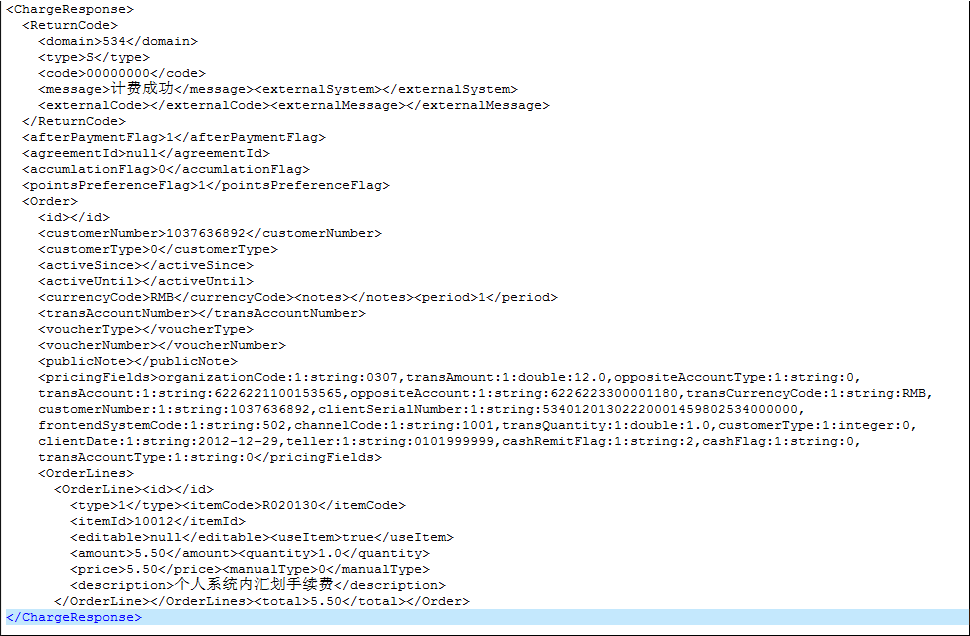 <ChargeResponse>
<ReturnCode>
<domain>534</domain>
<type>S</type>
<code>00000000</code>
<message>计费成功</message><externalSystem></externalSystem>
<externalCode></externalCode><externalMessage></externalMessage>
</ReturnCode>
<afterPaymentFlag>1</afterPaymentFlag>
<agreementId>null</agreementId>
<accumlationFlag>0</accumlationFlag>
<pointsPreferenceFlag>1</pointsPreferenceFlag>
<Order>
<id></id>
<customerNumber>1037636892</customerNumber>
<customerType>0</customerType>
<activeSince></activeSince>
<activeUntil></activeUntil>
<currencyCode>RMB</currencyCode><notes></notes><period>1</period>
<transAccountNumber></transAccountNumber>
<voucherType></voucherType>
<voucherNumber></voucherNumber>
<publicNote></publicNote>
<pricingFields>organizationCode:1:string:0307,transAmount:1:double:12.0,oppositeAccountType:1:string:0,
transAccount:1:string:6226221100153565,oppositeAccount:1:string:6226223300001180,transCurrencyCode:1:string:RMB,
customerNumber:1:string:1037636892,clientSerialNumber:1:string:53401201302220001459802534000000,
frontendSystemCode:1:string:502,channelCode:1:string:1001,transQuantity:1:double:1.0,customerType:1:integer:0,
clientDate:1:string:2012-12-29,teller:1:string:0101999999,cashRemitFlag:1:string:2,cashFlag:1:string:0,
transAccountType:1:string:0</pricingFields>
<OrderLines>
<OrderLine><id></id>
<type>1</type><itemCode>R020130</itemCode>
<itemId>10012</itemId>
<editable>null</editable><useItem>true</useItem>
<amount>5.50</amount><quantity>1.0</quantity>
<price>5.50</price><manualType>0</manualType>
<description>个人系统内汇划手续费</description>
</OrderLine></OrderLines><total>5.50</total></Order>
</ChargeResponse>